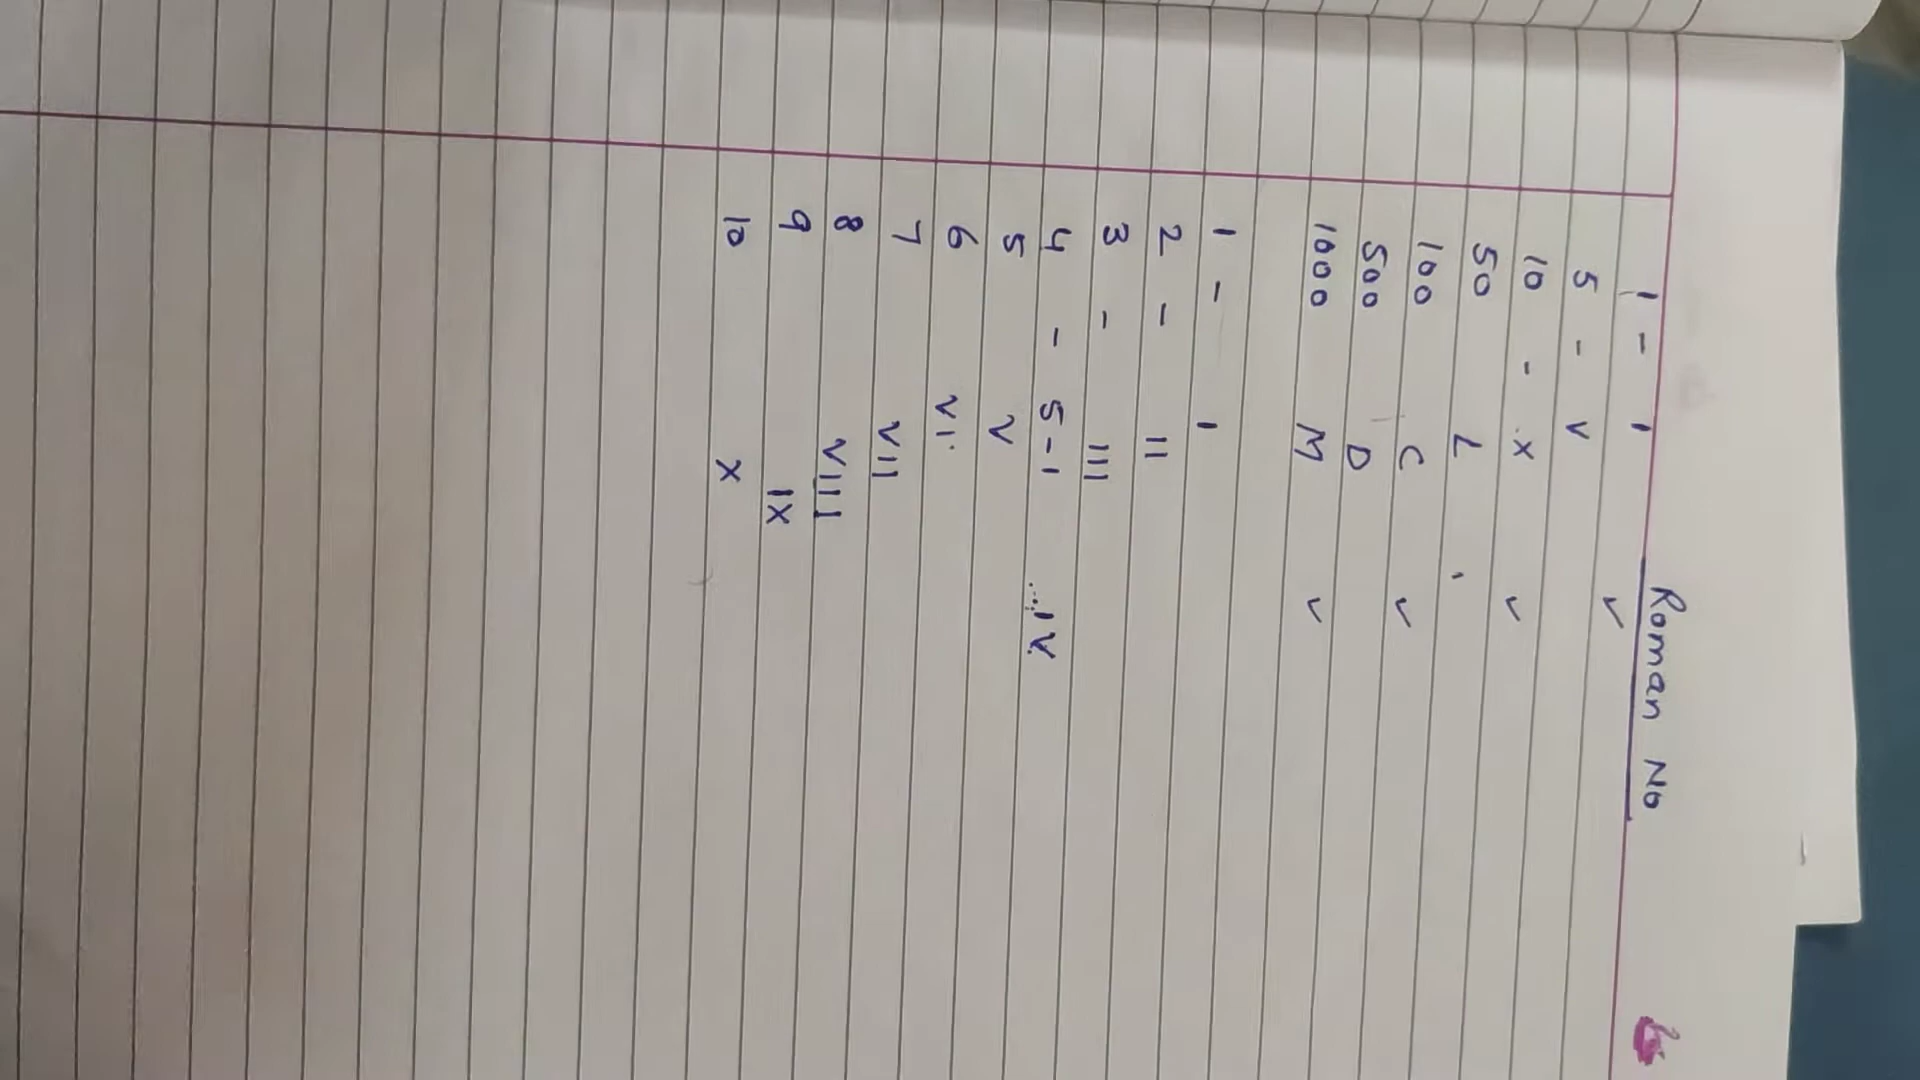 Roman No
1 - I ✓
5 - V
10 - X ✓
50 L
100 C ✓
500 D
1000 M ✓
1 - I
2 - II
3 - III
4 - 5-1 ... IV
5 V
6 VI
7 VII
8 VIII
9 IX
10 X